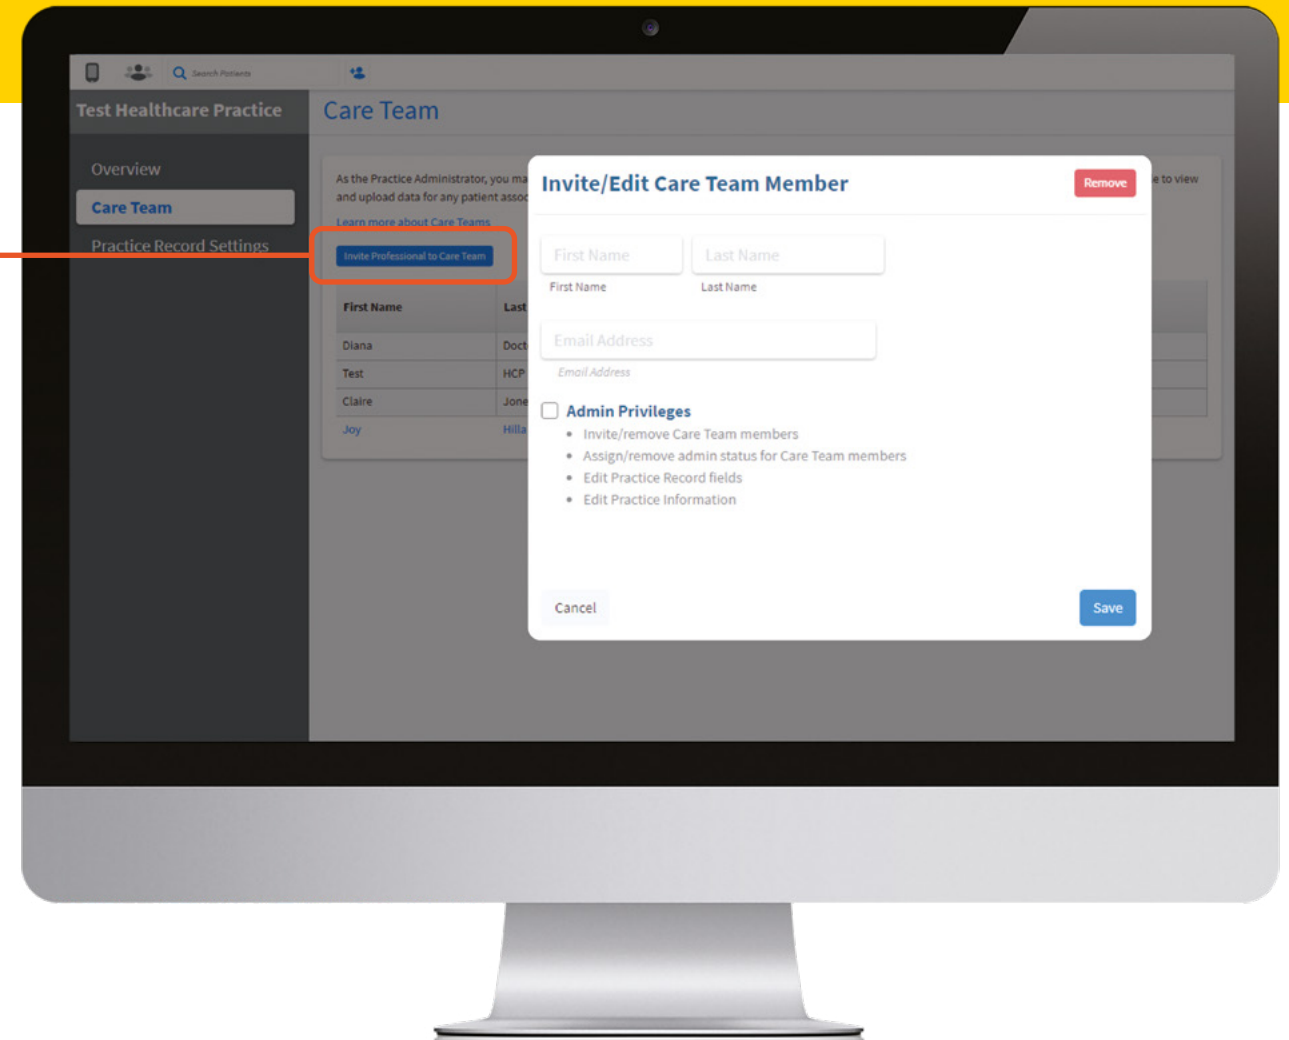 Search Patients
Test Healthcare Practice
Care Team
Overview
Care Team
Practice Record Settings
As the Practice Administrator, you ma
e to view
and upload data for any patient assoc
Learn more about Care Teams
Invite Professional to Care Team
First Name Last
Diana Doct
Test HCP
Claire Jone
Joy Hilla
Invite/Edit Care Team Member
Remove
First Name Last Name
First Name Last Name
Email Address
Email Address
Admin Privileges
• Invite/remove Care Team members
• Assign/remove admin status for Care Team members
• Edit Practice Record fields
• Edit Practice Information
Cancel
Save